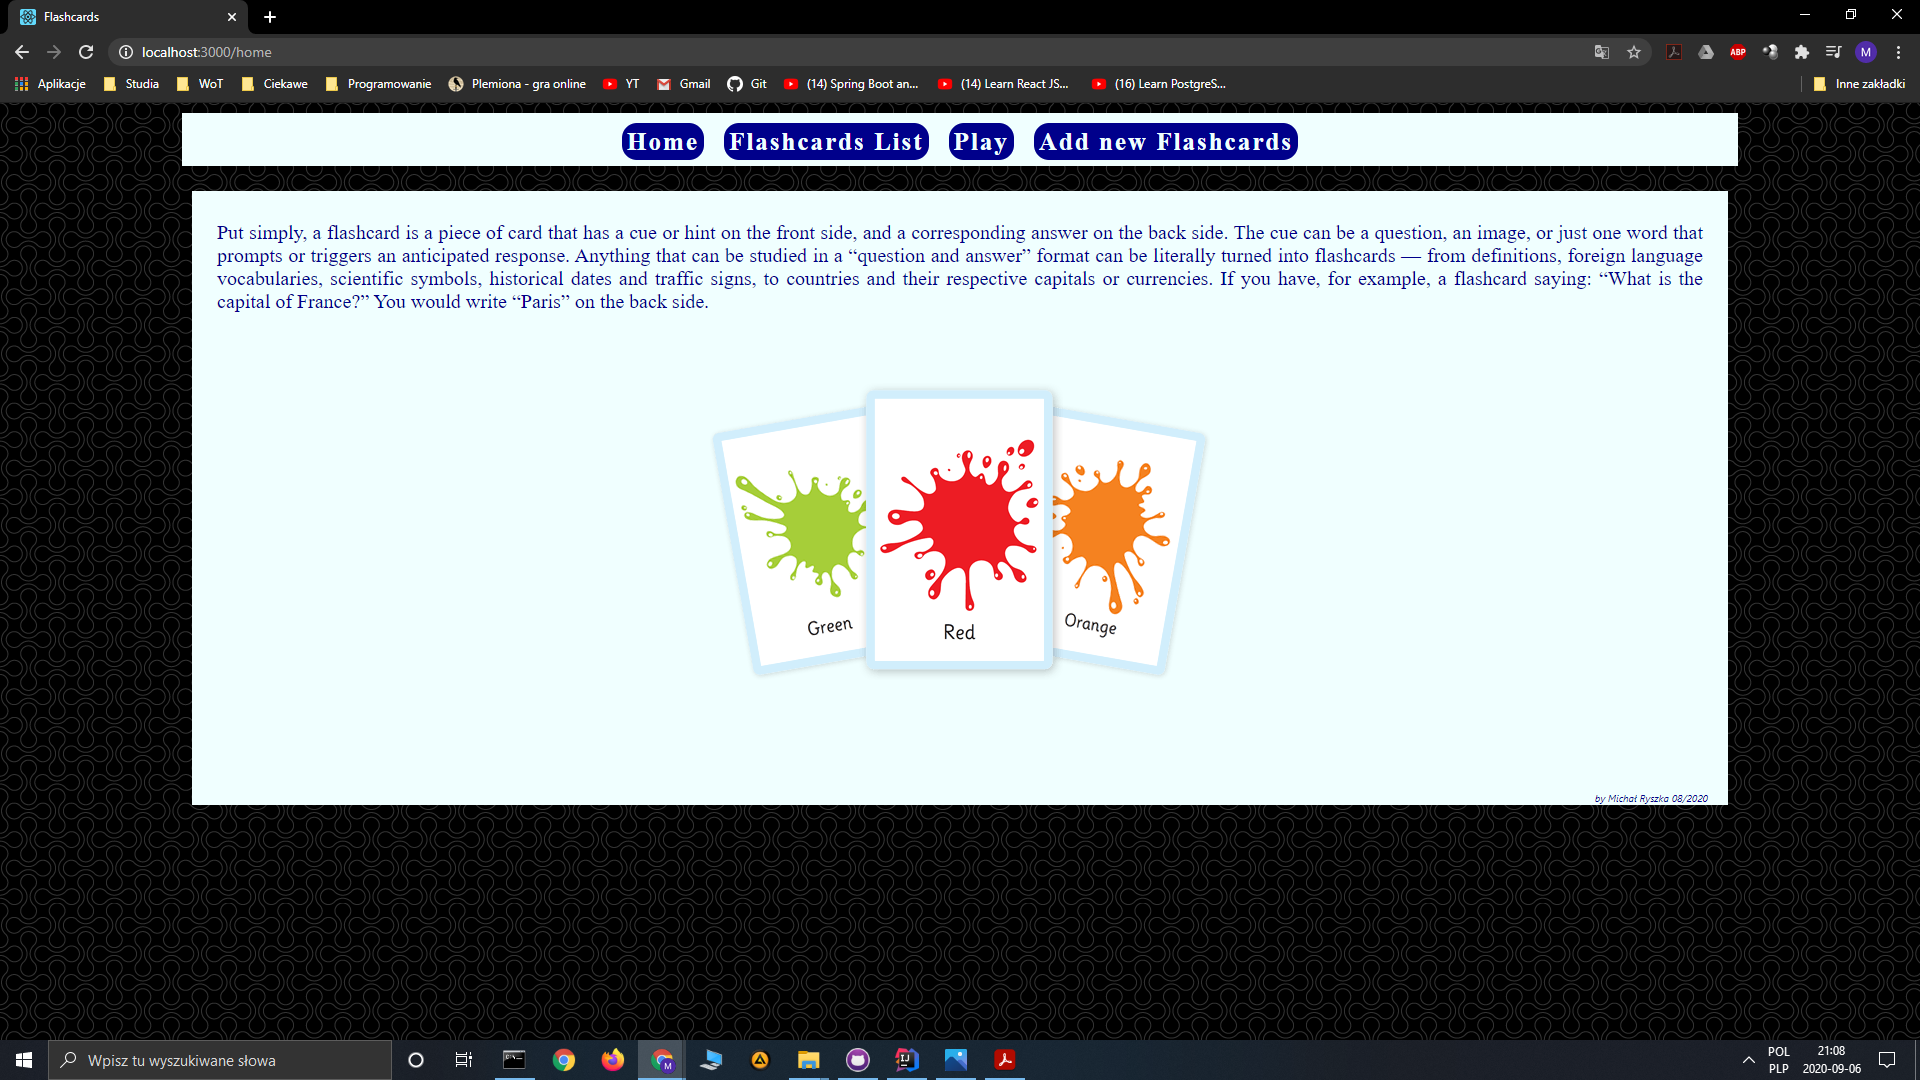 Flashcards
localhost:3000/home
ABP
M
Aplikacje Studia WoT Ciekawe Programowanie Plemiona - gra online YT Gmail Git (14) Spring Boot an... (14) Learn React JS... (16) Learn PostgreS... Inne zakładki
Home Flashcards List Play Add new Flashcards
Put simply, a flashcard is a piece of card that has a cue or hint on the front side, and a corresponding answer on the back side. The cue can be a question, an image, or just one word that
prompts or triggers an anticipated response. Anything that can be studied in a “question and answer” format can be literally turned into flashcards — from definitions, foreign language
vocabularies, scientific symbols, historical dates and traffic signs, to countries and their respective capitals or currencies. If you have, for example, a flashcard saying: “What is the
capital of France?” You would write “Paris” on the back side.
Green
Red
Orange
by Michał Ryszka 08/2020
Wpisz tu wyszukiwane słowa
M
IJ
POL
PLP
21:08
2020-09-06